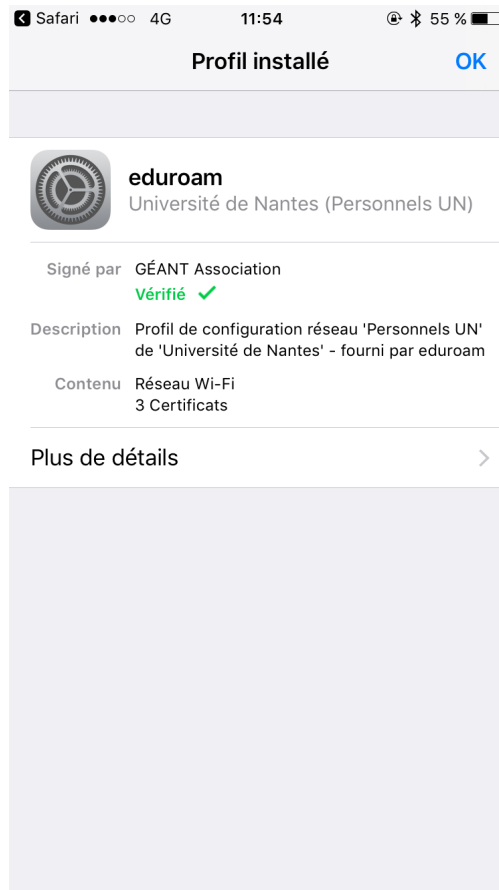 Safari 4G 11:54 55 %
Profil installé OK
eduroam
Université de Nantes (Personnels UN)
Signé par GÉANT Association
Vérifié
Description Profil de configuration réseau 'Personnels UN'
de 'Université de Nantes' - fourni par eduroam
Contenu Réseau Wi-Fi
3 Certificats
Plus de détails